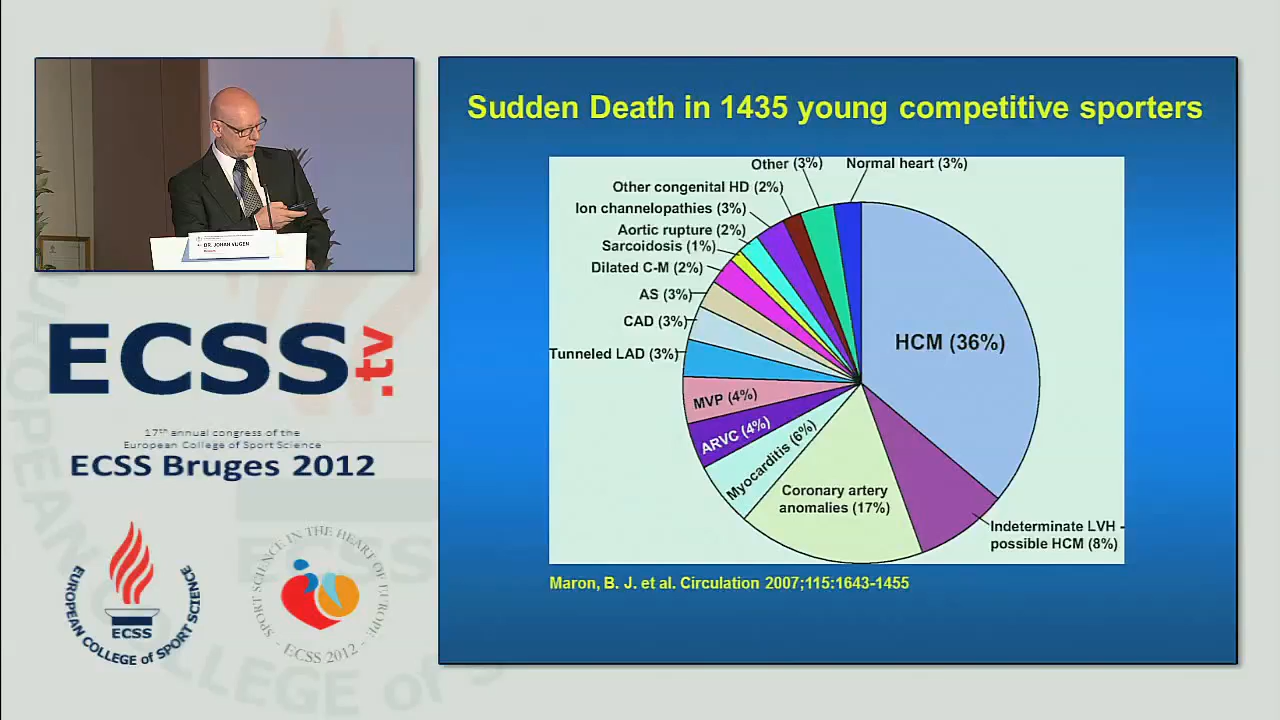 DR. JOHAN VIJGEN
ECSS
.tv
17th annual congress of the
European College of Sport Science
ECSS Bruges 2012
EUROPEAN COLLEGE of SPORT SCIENCE
ECSS
SPORT SCIENCE IN THE HEART OF EUROPE
- ECSS 2012 -
Sudden Death in 1435 young competitive sporters
Other (3%)
Normal heart (3%)
Other congenital HD (2%)
Ion channelopathies (3%)
Aortic rupture (2%)
Sarcoidosis (1%)
Dilated C-M (2%)
AS (3%)
CAD (3%)
Tunneled LAD (3%)
MVP (4%)
ARVC (4%)
Myocarditis (6%)
Coronary artery
anomalies (17%)
HCM (36%)
Indeterminate LVH -
possible HCM (8%)
Maron, B. J. et al. Circulation 2007;115:1643-1455